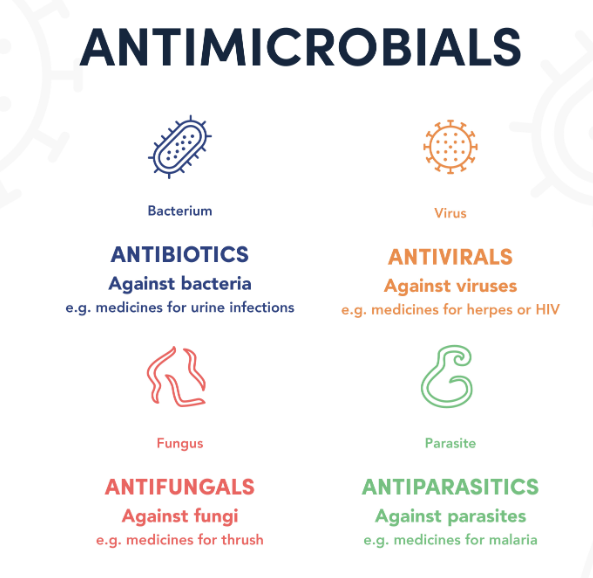 ANTIMICROBIALS
Bacterium
ANTIBIOTICS
Against bacteria
e.g. medicines for urine infections
Virus
ANTIVIRALS
Against viruses
e.g. medicines for herpes or HIV
Fungus
ANTIFUNGALS
Against fungi
e.g. medicines for thrush
Parasite
ANTIPARASITICS
Against parasites
e.g. medicines for malaria